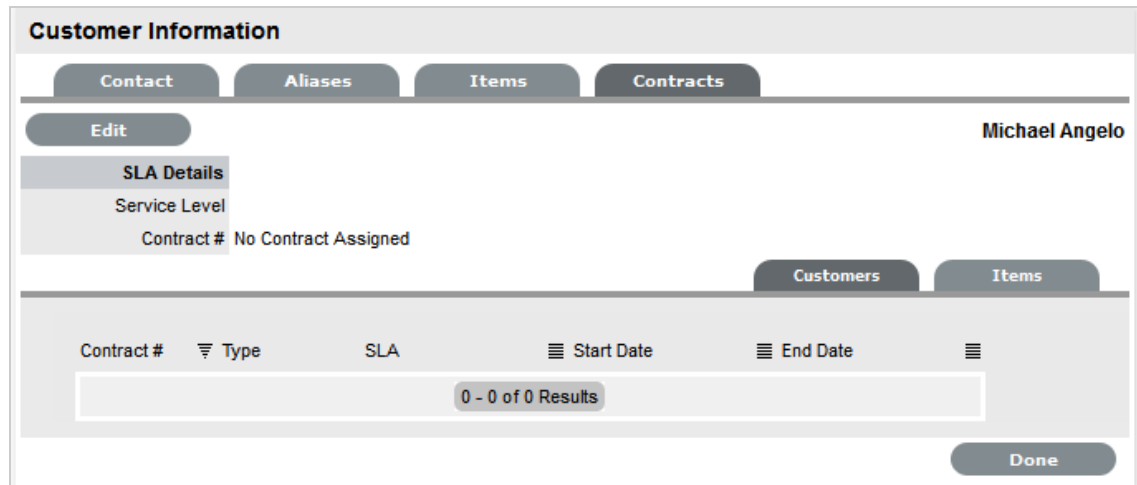 Customer Information
Contact Aliases Items Contracts
Edit Michael Angelo
SLA Details
Service Level
Contract # No Contract Assigned
Customers Items
Contract # Type SLA Start Date End Date
0 - 0 of 0 Results
Done